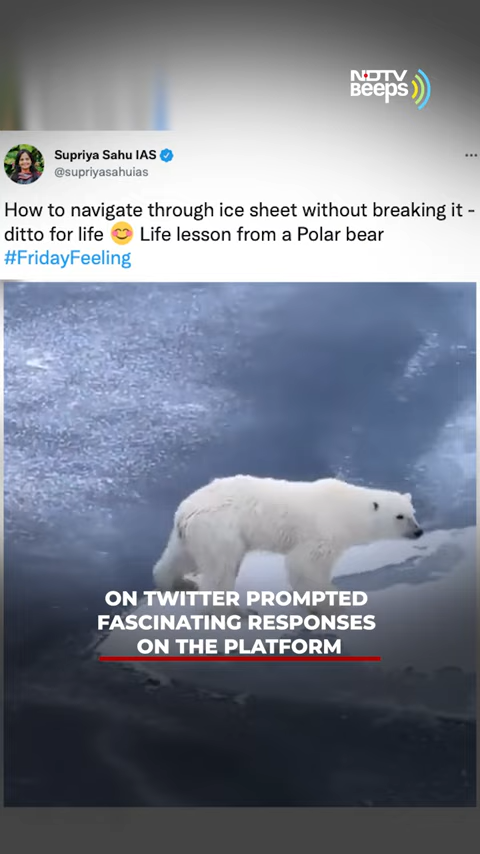 NDTV
Beeps
Supriya Sahu IAS
@supriyasahuias
How to navigate through ice sheet without breaking it -
ditto for life 😊 Life lesson from a Polar bear
#FridayFeeling
ON TWITTER PROMPTED
FASCINATING RESPONSES
ON THE PLATFORM